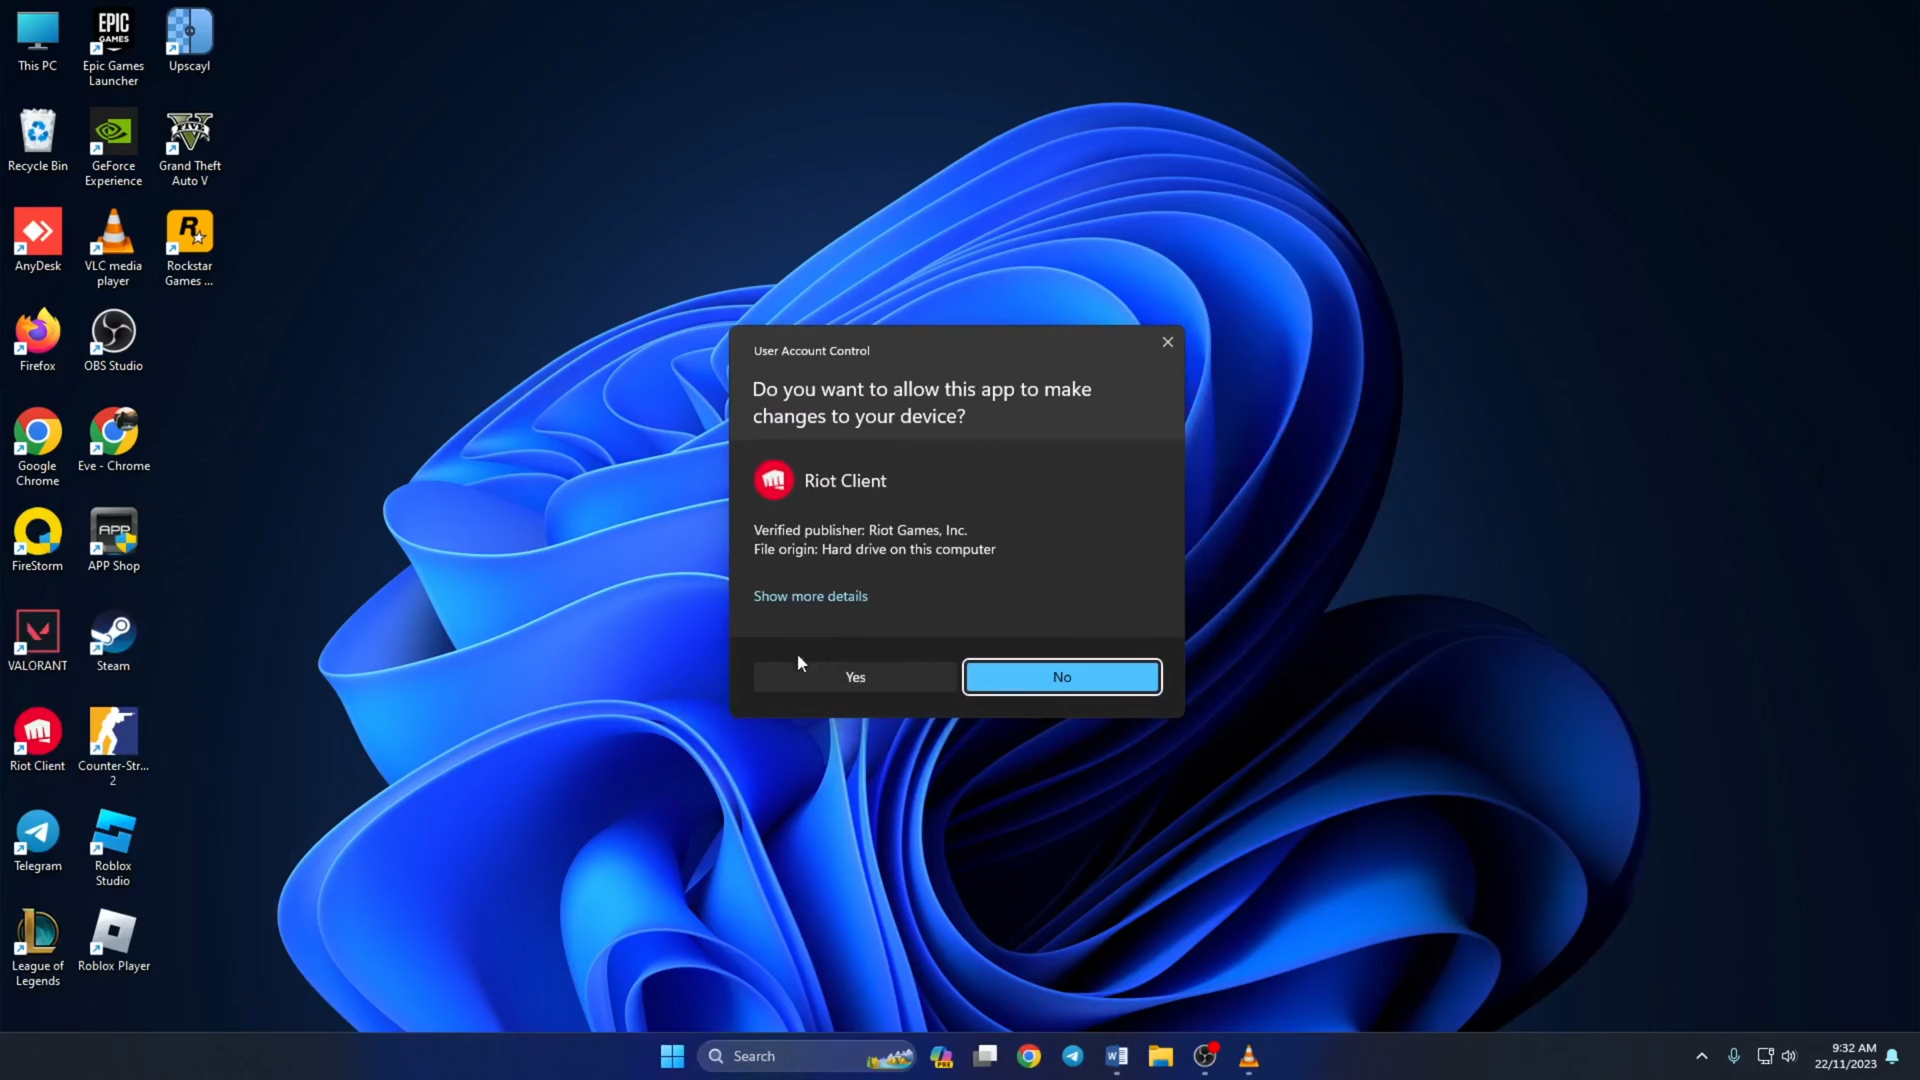 This PC
EPIC
GAMES
Epic Games
Launcher
Upscayl
Recycle Bin
GeForce
Experience
FIVE
Grand Theft
Auto V
AnyDesk
VLC media
player
R
Rockstar
Games ...
Firefox
OBS Studio
Google
Chrome
Eve - Chrome
FireStorm
APP
APP Shop
VALORANT
Steam
Riot Client
Counter-Str...
2
Telegram
Roblox
Studio
League of
Legends
Roblox Player
User Account Control
Do you want to allow this app to make
changes to your device?
Riot Client
Verified publisher: Riot Games, Inc.
File origin: Hard drive on this computer
Show more details
Yes
No
Search
PRE
W
9:32 AM
22/11/2023